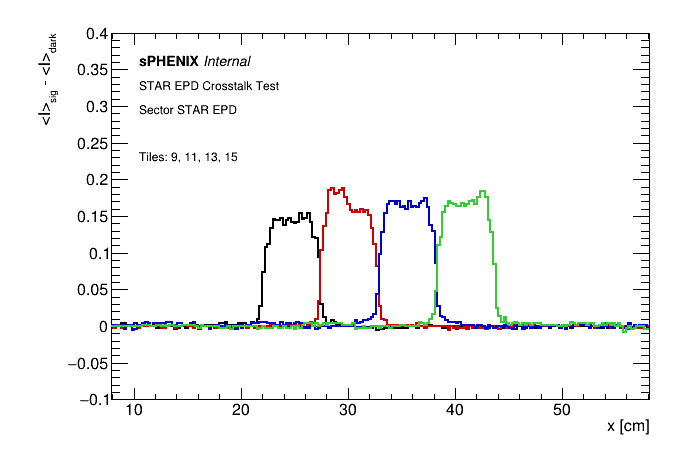 <I>sig - <I>dark
0.4
0.35
0.3
0.25
0.2
0.15
0.1
0.05
0
−0.05
−0.1
sPHENIX Internal
STAR EPD Crosstalk Test
Sector STAR EPD
Tiles: 9, 11, 13, 15
10 20 30 40 50
x [cm]